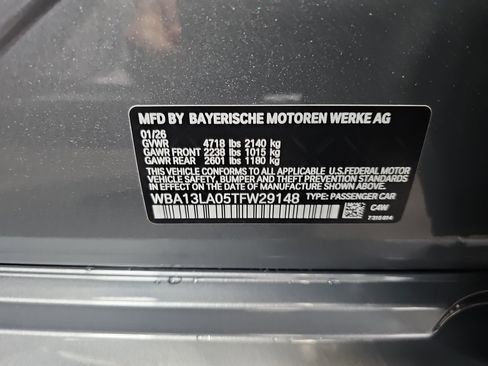 MFD BY BAYERISCHE MOTOREN WERKE AG
01/26
GVWR 4718 lbs 2140 kg
GAWR FRONT 2238 lbs 1015 kg
GAWR REAR 2601 lbs 1180 kg
THIS VEHICLE CONFORMS TO ALL APPLICABLE U.S.FEDERAL MOTOR
VEHICLE SAFETY, BUMPER AND THEFT PREVENTION STANDARDS
IN EFFECT ON THE DATE OF MANUFACTURE SHOWN ABOVE.
WBA13LA05TFW29148 TYPE: PASSENGER CAR
C4W
7315614